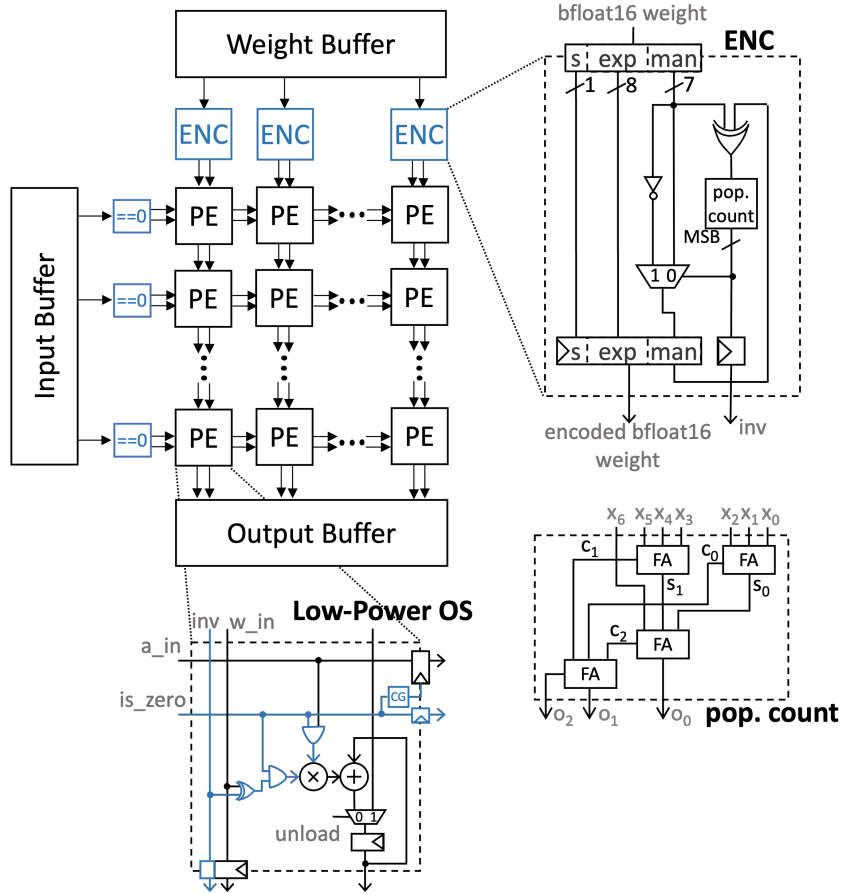 Weight Buffer
ENC
ENC
ENC
Input Buffer
==0
PE
PE
PE
==0
PE
PE
PE
==0
PE
PE
PE
Output Buffer
bfloat16 weight
ENC
s exp man
1
8
7
pop. count
MSB
1 0
s exp man
encoded bfloat16 weight
inv
Low-Power OS
inv
w_in
a_in
is_zero
CG
×
+
0 1
unload
x₆ x₅ x₄ x₃ x₂ x₁ x₀
c₁
FA
c₀
FA
s₁
s₀
c₂
FA
FA
o₂
o₁
o₀
pop. count